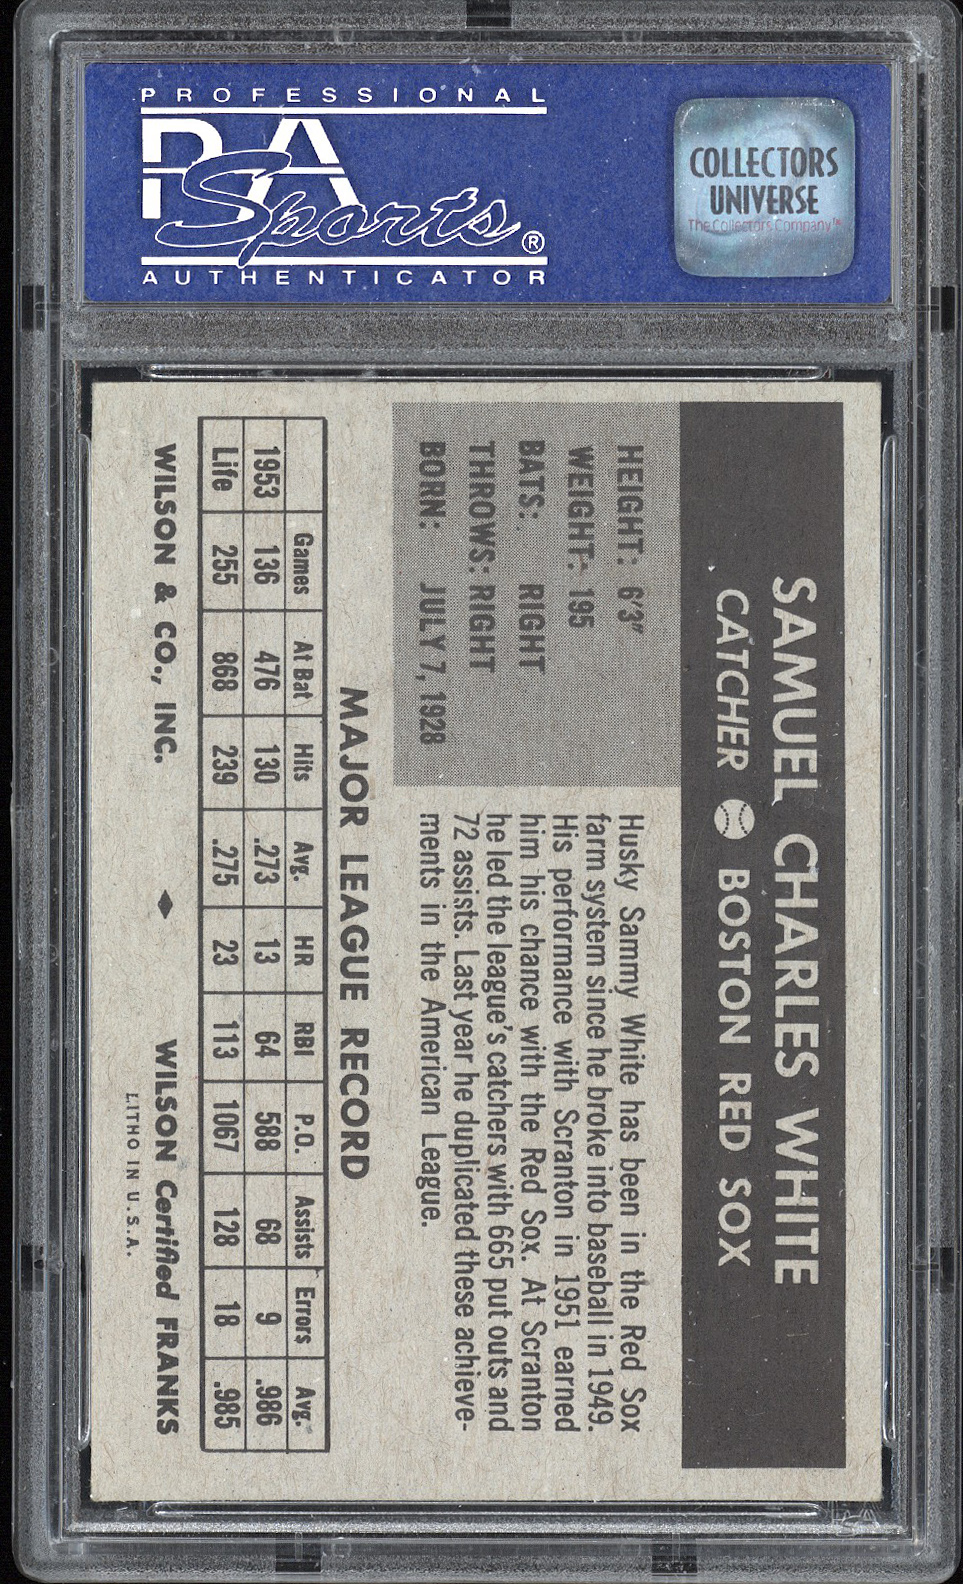 PROFESSIONAL
PSA
Sports®
AUTHENTICATOR
COLLECTORS
UNIVERSE
The Collectors Company™
SAMUEL CHARLES WHITE
CATCHER BOSTON RED SOX
HEIGHT: 6'3"
WEIGHT: 195
BATS: RIGHT
THROWS: RIGHT
BORN: JULY 7, 1928
Husky Sammy White has been in the Red Sox
farm system since he broke into baseball in 1949.
His performance with Scranton in 1951 earned
him his chance with the Red Sox. At Scranton
he led the league's catchers with 665 put outs and
72 assists. Last year he duplicated these achieve-
ments in the American League.
MAJOR LEAGUE RECORD
Games At Bat Hits Avg. HR RBI P.O. Assists Errors Avg.
1953 136 476 130 .273 13 64 588 68 9 .986
Life 255 868 239 .275 23 113 1067 128 18 .985
WILSON & CO., INC. ♦ WILSON Certified FRANKS
LITHO IN U.S.A.
PSA